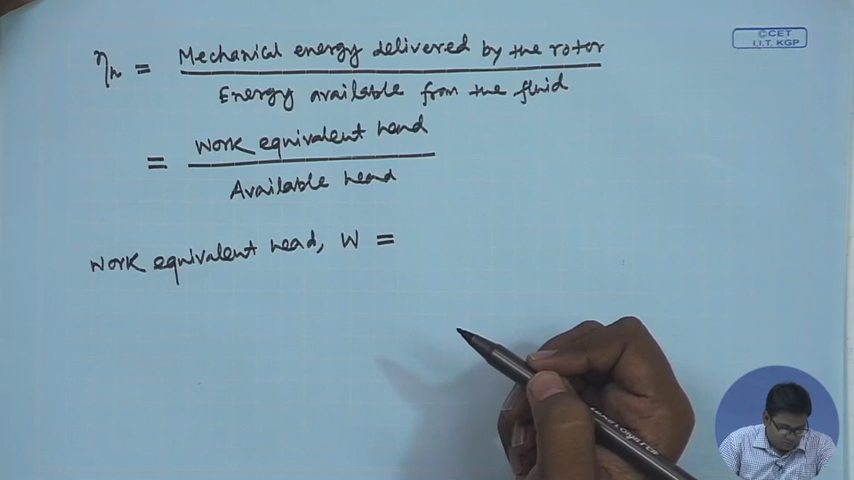 ©CET
I.I.T. KGP
ηh = Mechanical energy delivered by the rotor
Energy available from the fluid
= Work equivalent head
Available head
Work equivalent head, W =